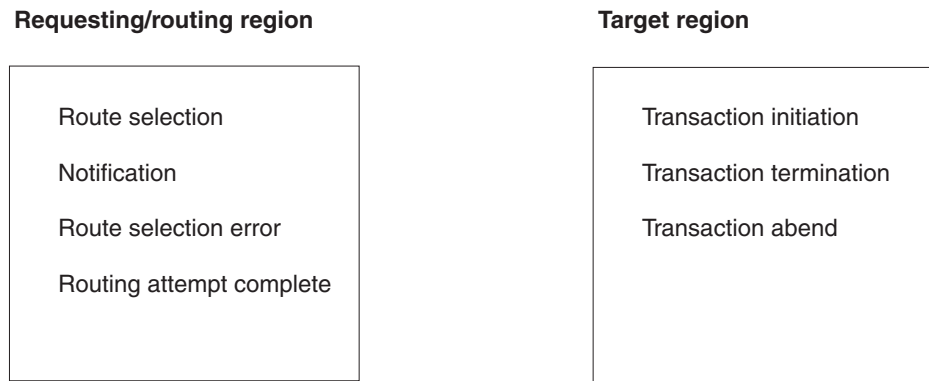 Requesting/routing region
Route selection
Notification
Route selection error
Routing attempt complete
Target region
Transaction initiation
Transaction termination
Transaction abend